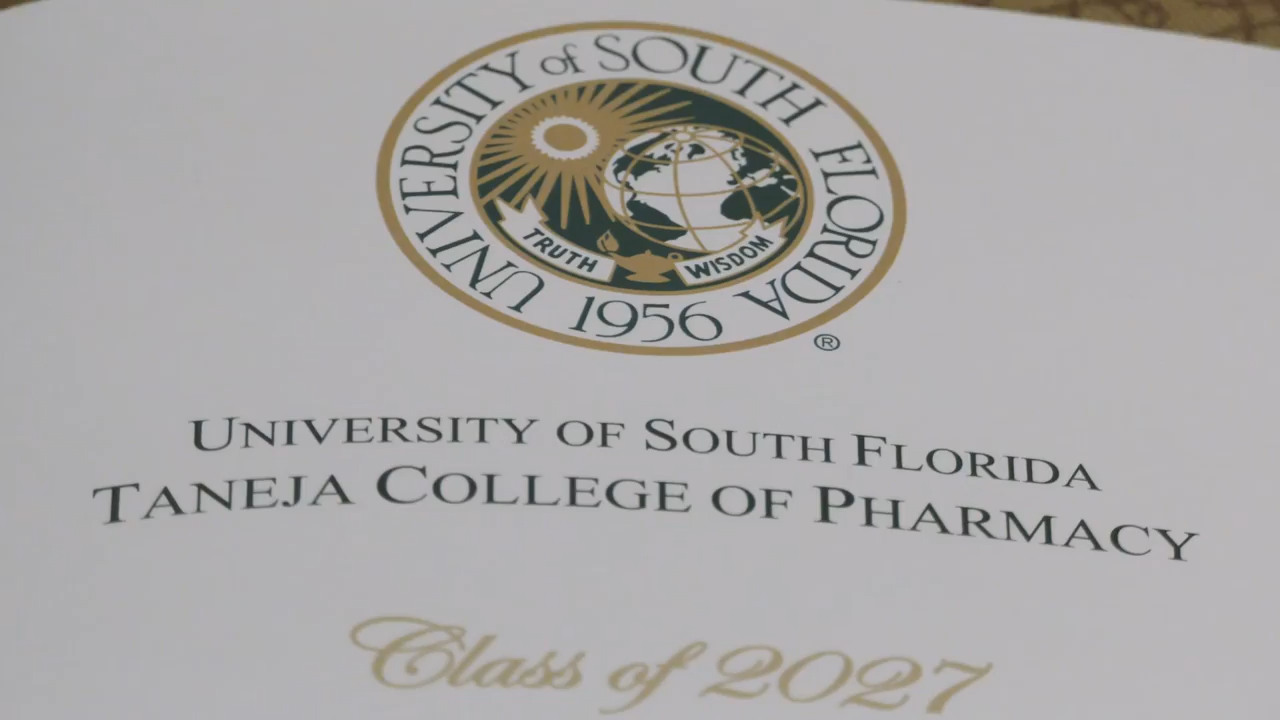 UNIVERSITY of SOUTH FLORIDA
TRUTH
WISDOM
1956
®
UNIVERSITY OF SOUTH FLORIDA
TANEJA COLLEGE OF PHARMACY
Class of 2027